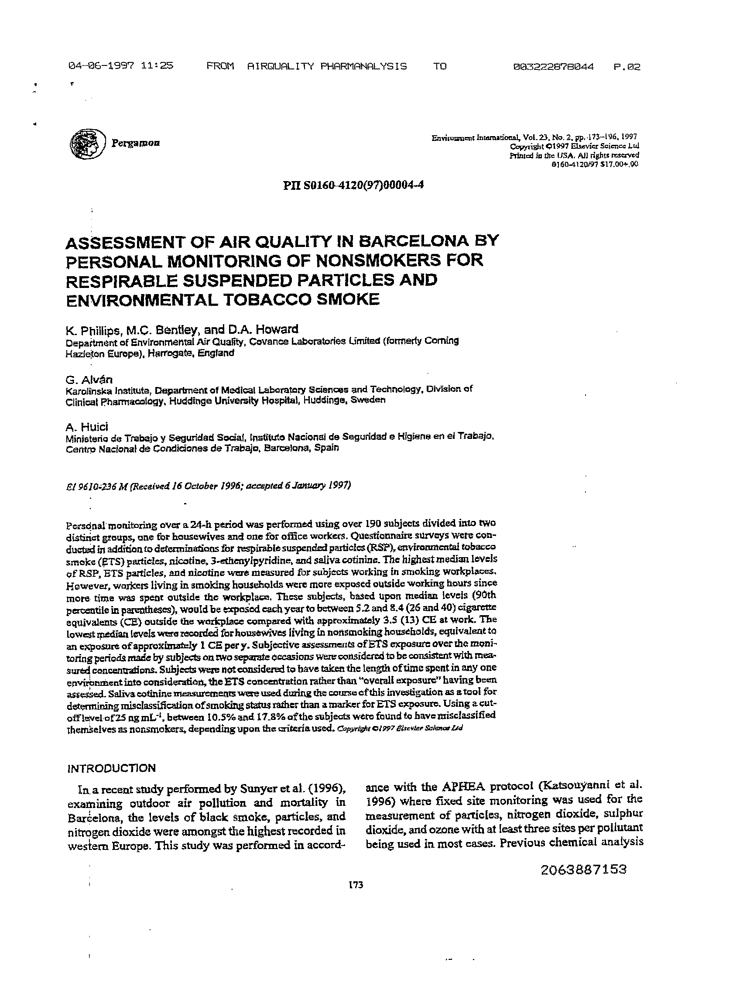 04-06-1997 11:25 FROM AIRQUALITY PHARMANALYSIS TO 003222878044 P.02
Pergamon
Environment International, Vol. 23, No. 2, pp. 173-196, 1997
Copyright ©1997 Elsevier Science Ltd
Printed in the USA. All rights reserved
0160-4120/97 $17.00+.00
PII S0160-4120(97)00004-4
ASSESSMENT OF AIR QUALITY IN BARCELONA BY
PERSONAL MONITORING OF NONSMOKERS FOR
RESPIRABLE SUSPENDED PARTICLES AND
ENVIRONMENTAL TOBACCO SMOKE
K. Phillips, M.C. Bentley, and D.A. Howard
Department of Environmental Air Quality, Covance Laboratories Limited (formerly Corning
Hazleton Europe), Harrogate, England
G. Alván
Karolinska Institute, Department of Medical Laboratory Sciences and Technology, Division of
Clinical Pharmacology, Huddinge University Hospital, Huddinge, Sweden
A. Huici
Ministerio de Trabajo y Seguridad Social, Instituto Nacional de Seguridad e Higiene en el Trabajo,
Centro Nacional de Condiciones de Trabajo, Barcelona, Spain
EI 9610-236 M (Received 16 October 1996; accepted 6 January 1997)
Personal monitoring over a 24-h period was performed using over 190 subjects divided into two
distinct groups, one for housewives and one for office workers. Questionnaire surveys were con-
ducted in addition to determinations for respirable suspended particles (RSP), environmental tobacco
smoke (ETS) particles, nicotine, 3-ethenylpyridine, and saliva cotinine. The highest median levels
of RSP, ETS particles, and nicotine were measured for subjects working in smoking workplaces.
However, workers living in smoking households were more exposed outside working hours since
more time was spent outside the workplace. These subjects, based upon median levels (90th
percentile in parentheses), would be exposed each year to between 5.2 and 8.4 (26 and 40) cigarette
equivalents (CE) outside the workplace compared with approximately 3.5 (13) CE at work. The
lowest median levels were recorded for housewives living in nonsmoking households, equivalent to
an exposure of approximately 1 CE per y. Subjective assessments of ETS exposure over the moni-
toring periods made by subjects on two separate occasions were considered to be consistent with mea-
sured concentrations. Subjects were not considered to have taken the length of time spent in any one
environment into consideration, the ETS concentration rather than "overall exposure" having been
assessed. Saliva cotinine measurements were used during the course of this investigation as a tool for
determining misclassification of smoking status rather than a marker for ETS exposure. Using a cut-
off level of 25 ng mL⁻¹, between 10.5% and 17.8% of the subjects were found to have misclassified
themselves as nonsmokers, depending upon the criteria used. Copyright ©1997 Elsevier Science Ltd
INTRODUCTION
In a recent study performed by Sunyer et al. (1996),
examining outdoor air pollution and mortality in
Barcelona, the levels of black smoke, particles, and
nitrogen dioxide were amongst the highest recorded in
western Europe. This study was performed in accord-
ance with the APHEA protocol (Katsouyanni et al.
1996) where fixed site monitoring was used for the
measurement of particles, nitrogen dioxide, sulphur
dioxide, and ozone with at least three sites per pollutant
being used in most cases. Previous chemical analysis
2063887153
173